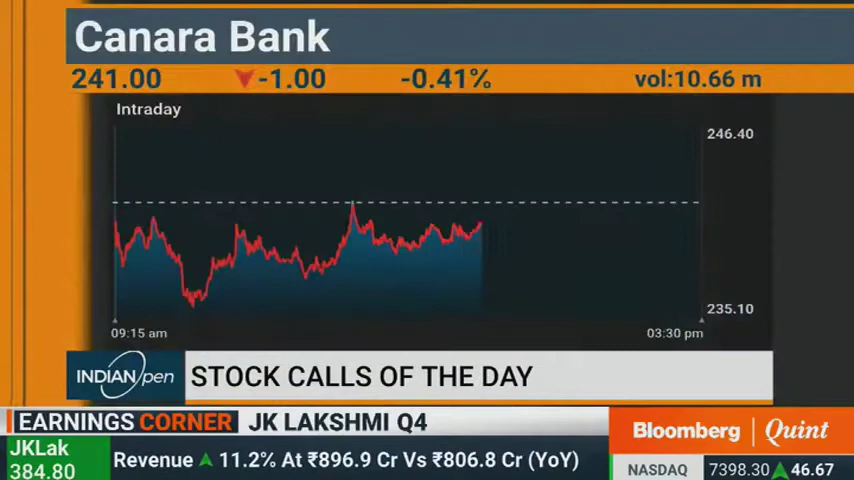 Canara Bank
241.00 -1.00 -0.41% vol:10.66 m
Intraday
246.40
235.10
09:15 am 03:30 pm
INDIAN Open STOCK CALLS OF THE DAY
EARNINGS CORNER JK LAKSHMI Q4
JKLak
384.80
Revenue 11.2% At ₹896.9 Cr Vs ₹806.8 Cr (YoY)
Bloomberg | Quint
NASDAQ 7398.30 46.67